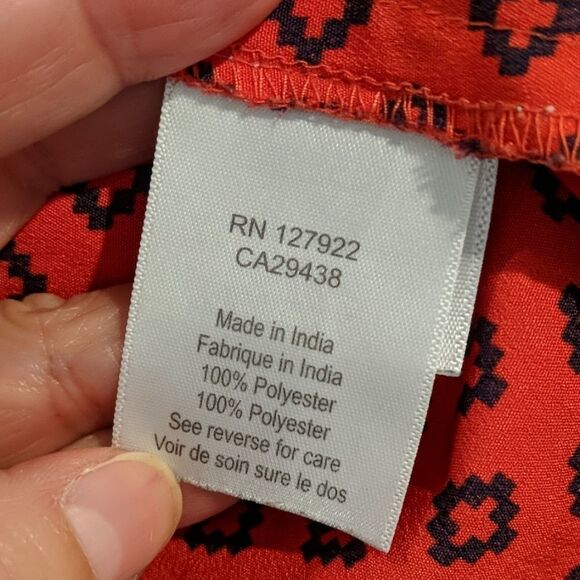 RN 127922
CA29438
Made in India
Fabrique in India
100% Polyester
100% Polyester
See reverse for care
Voir de soin sure le dos